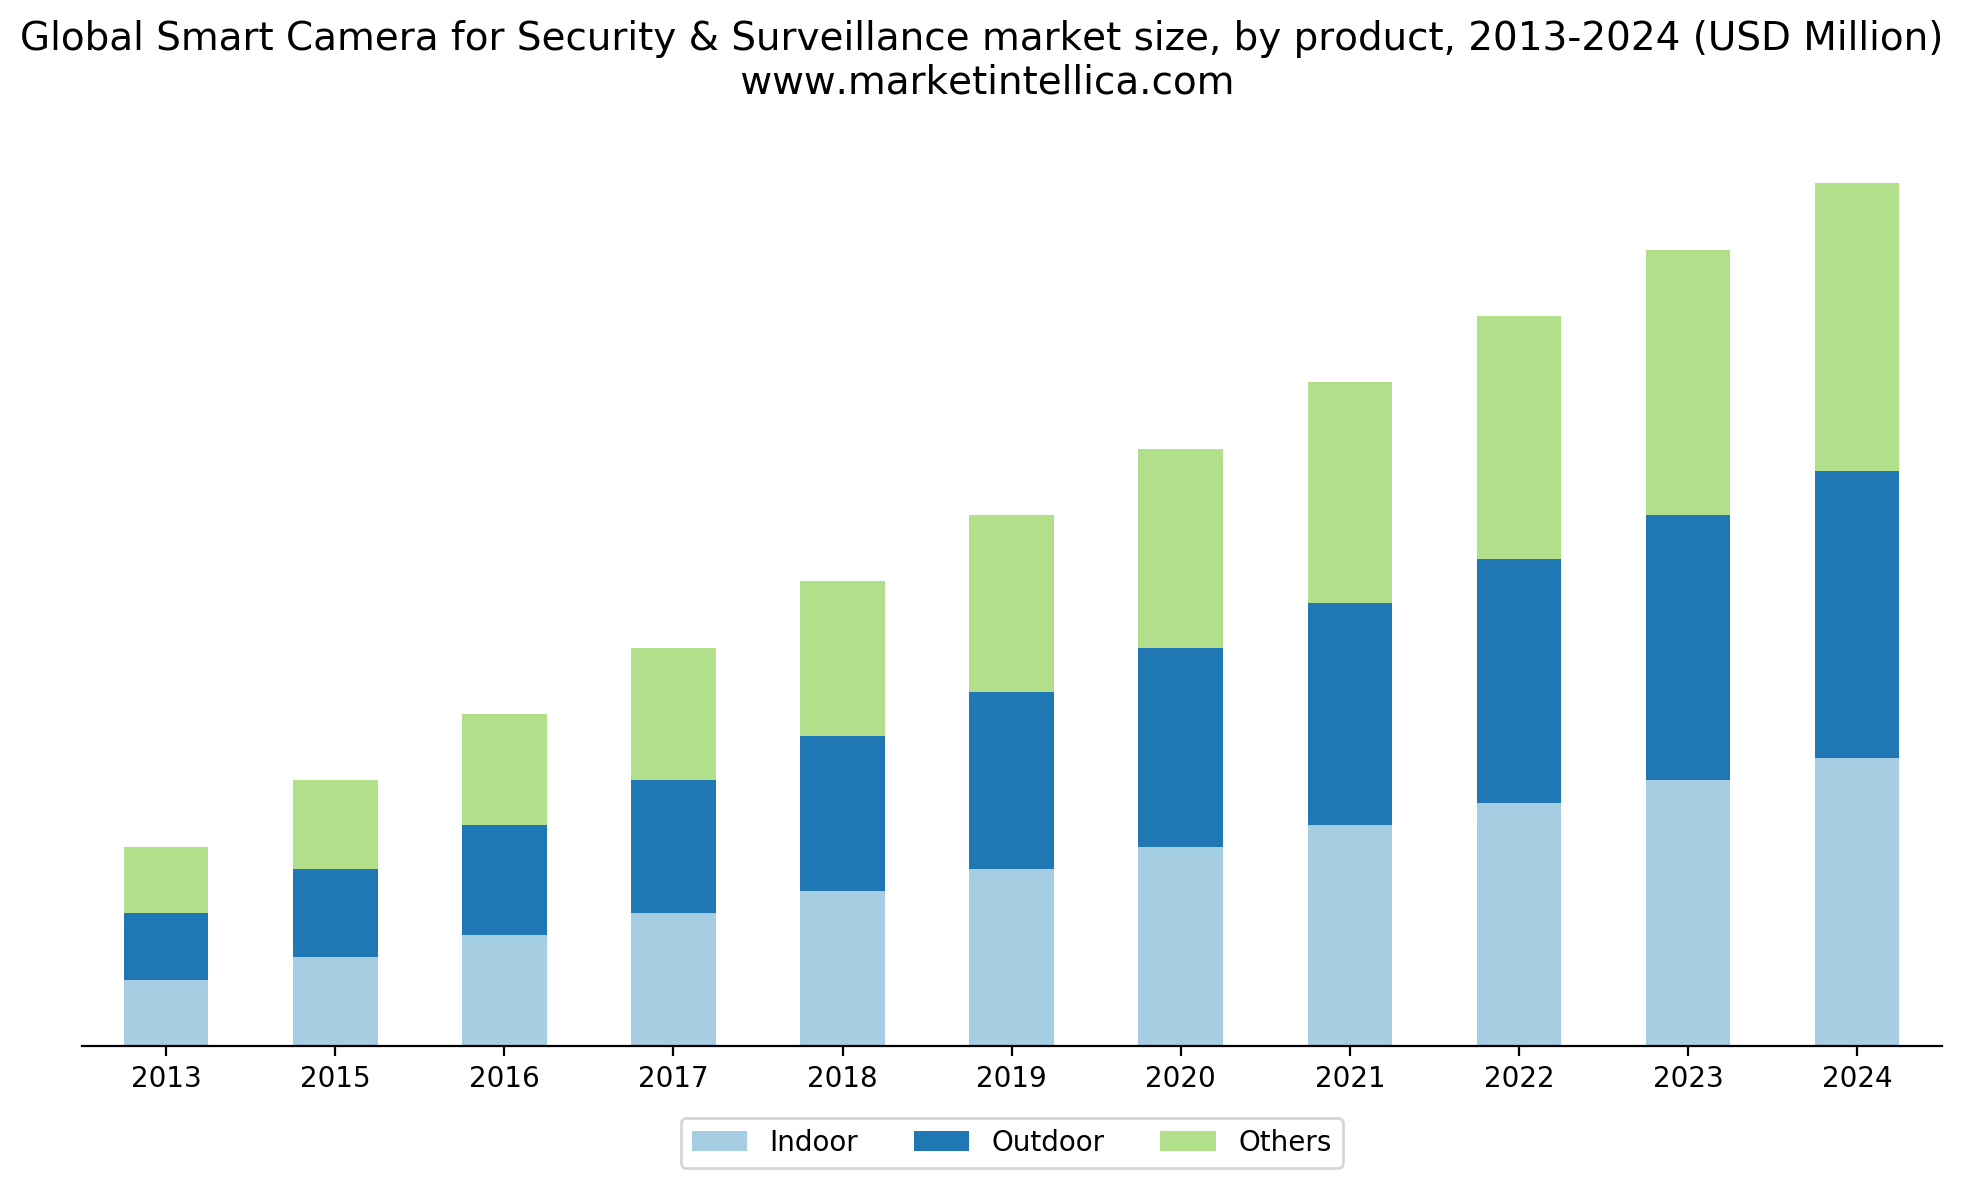 Global Smart Camera for Security & Surveillance market size, by product, 2013-2024 (USD Million)
www.marketintellica.com
2013 2015 2016 2017 2018 2019 2020 2021 2022 2023 2024
Indoor Outdoor Others